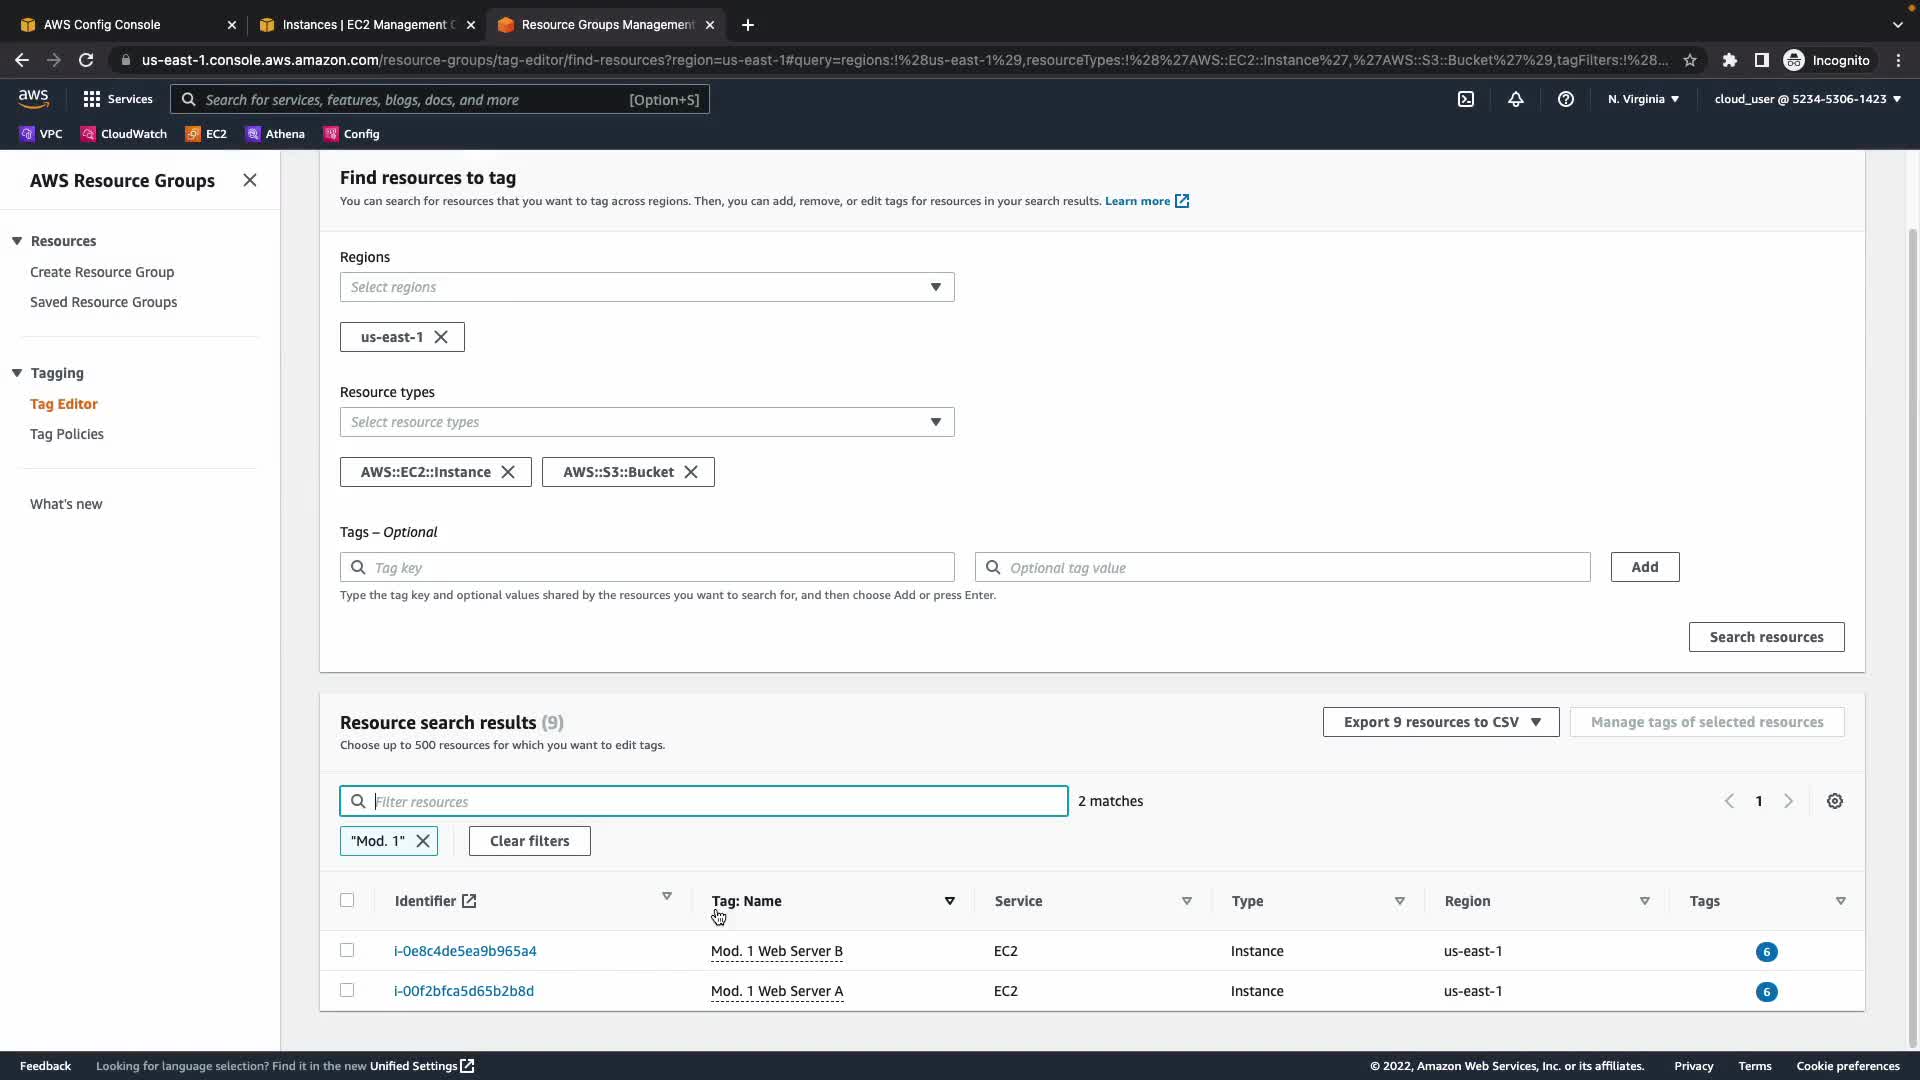 AWS Config Console
Instances | EC2 Management C
Resource Groups Management
us-east-1.console.aws.amazon.com/resource-groups/tag-editor/find-resources?region=us-east-1#query=regions:!%28us-east-1%29,resourceTypes:!%28%27AWS::EC2::Instance%27,%27AWS::S3::Bucket%27%29,tagFilters:!%28...
Incognito
aws
Services
Search for services, features, blogs, docs, and more
[Option+S]
N. Virginia
cloud_user @ 5234-5306-1423
VPC
CloudWatch
EC2
Athena
Config
AWS Resource Groups
Resources
Create Resource Group
Saved Resource Groups
Tagging
Tag Editor
Tag Policies
What's new
Find resources to tag
You can search for resources that you want to tag across regions. Then, you can add, remove, or edit tags for resources in your search results. Learn more
Regions
Select regions
us-east-1
Resource types
Select resource types
AWS::EC2::Instance
AWS::S3::Bucket
Tags – Optional
Tag key
Optional tag value
Add
Type the tag key and optional values shared by the resources you want to search for, and then choose Add or press Enter.
Search resources
Resource search results (9)
Choose up to 500 resources for which you want to edit tags.
Export 9 resources to CSV
Manage tags of selected resources
Filter resources
2 matches
1
"Mod. 1"
Clear filters
Identifier
Tag: Name
Service
Type
Region
Tags
i-0e8c4de5ea9b965a4
Mod. 1 Web Server B
EC2
Instance
us-east-1
6
i-00f2bfca5d65b2b8d
Mod. 1 Web Server A
EC2
Instance
us-east-1
6
Feedback
Looking for language selection? Find it in the new Unified Settings
© 2022, Amazon Web Services, Inc. or its affiliates.
Privacy
Terms
Cookie preferences